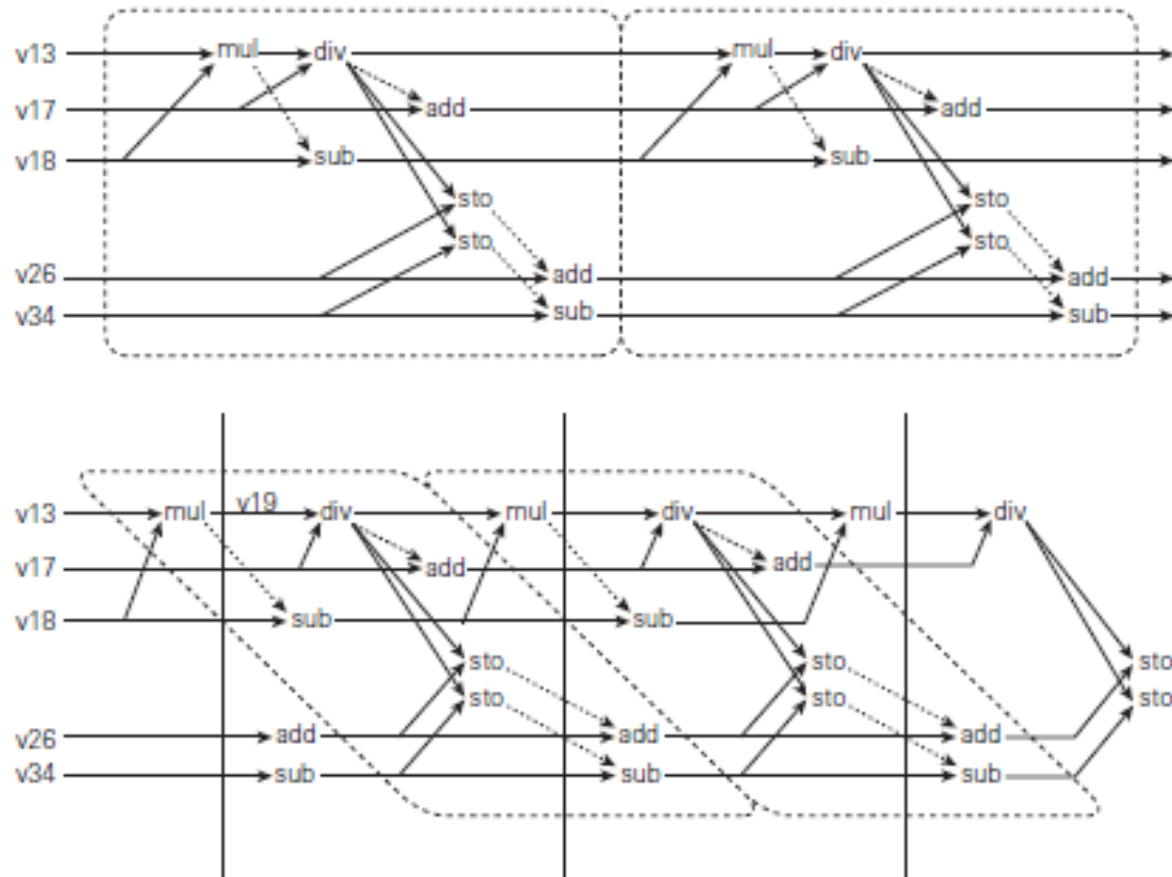 v13 mul div mul div
v17 add add
v18 sub sub
sto sto
sto sto
v26 add add
v34 sub sub
v13 mul v19 div mul div mul div
v17 add add
v18 sub sub
sto sto sto
sto sto sto
v26 add add add
v34 sub sub sub